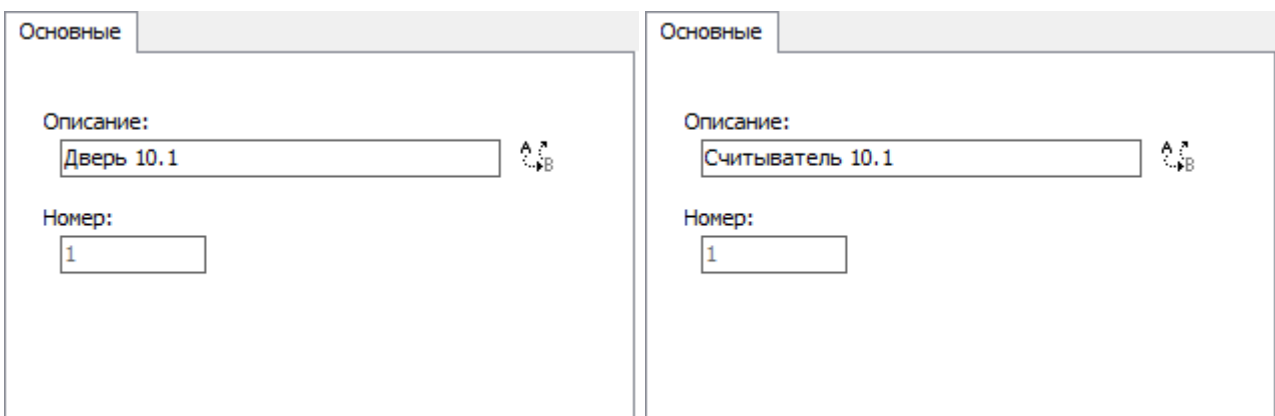 Основные
Описание:
Дверь 10.1
A
B
Номер:
1
Основные
Описание:
Считыватель 10.1
A
B
Номер:
1